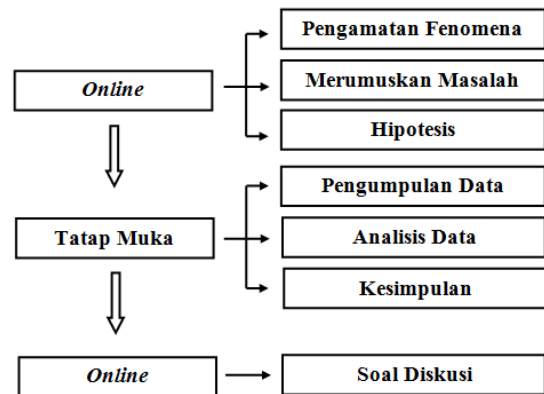 Pengamatan Fenomena
Online
Merumuskan Masalah
Hipotesis
Pengumpulan Data
Tatap Muka
Analisis Data
Kesimpulan
Online
Soal Diskusi